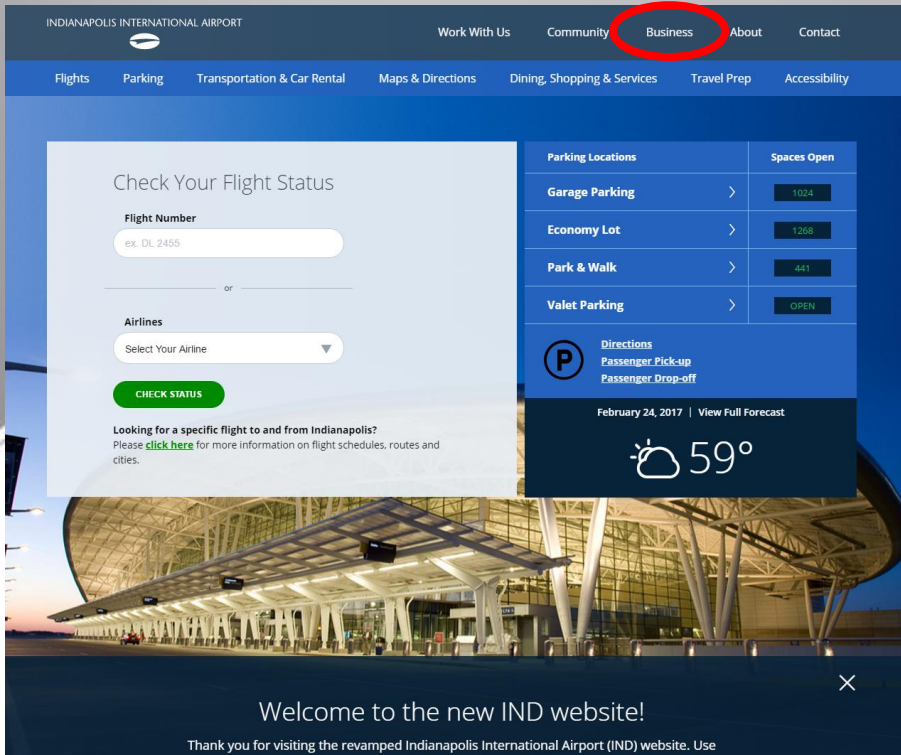 INDIANAPOLIS INTERNATIONAL AIRPORT
Work With Us Community Business About Contact
Flights Parking Transportation & Car Rental Maps & Directions Dining, Shopping & Services Travel Prep Accessibility
Check Your Flight Status
Flight Number
ex. DL 2455
or
Airlines
Select Your Airline
CHECK STATUS
Looking for a specific flight to and from Indianapolis?
Please click here for more information on flight schedules, routes and
cities.
Parking Locations Spaces Open
Garage Parking 1024
Economy Lot 1268
Park & Walk 441
Valet Parking OPEN
P
Directions
Passenger Pick-up
Passenger Drop-off
February 24, 2017 | View Full Forecast
59°
Welcome to the new IND website!
Thank you for visiting the revamped Indianapolis International Airport (IND) website. Use